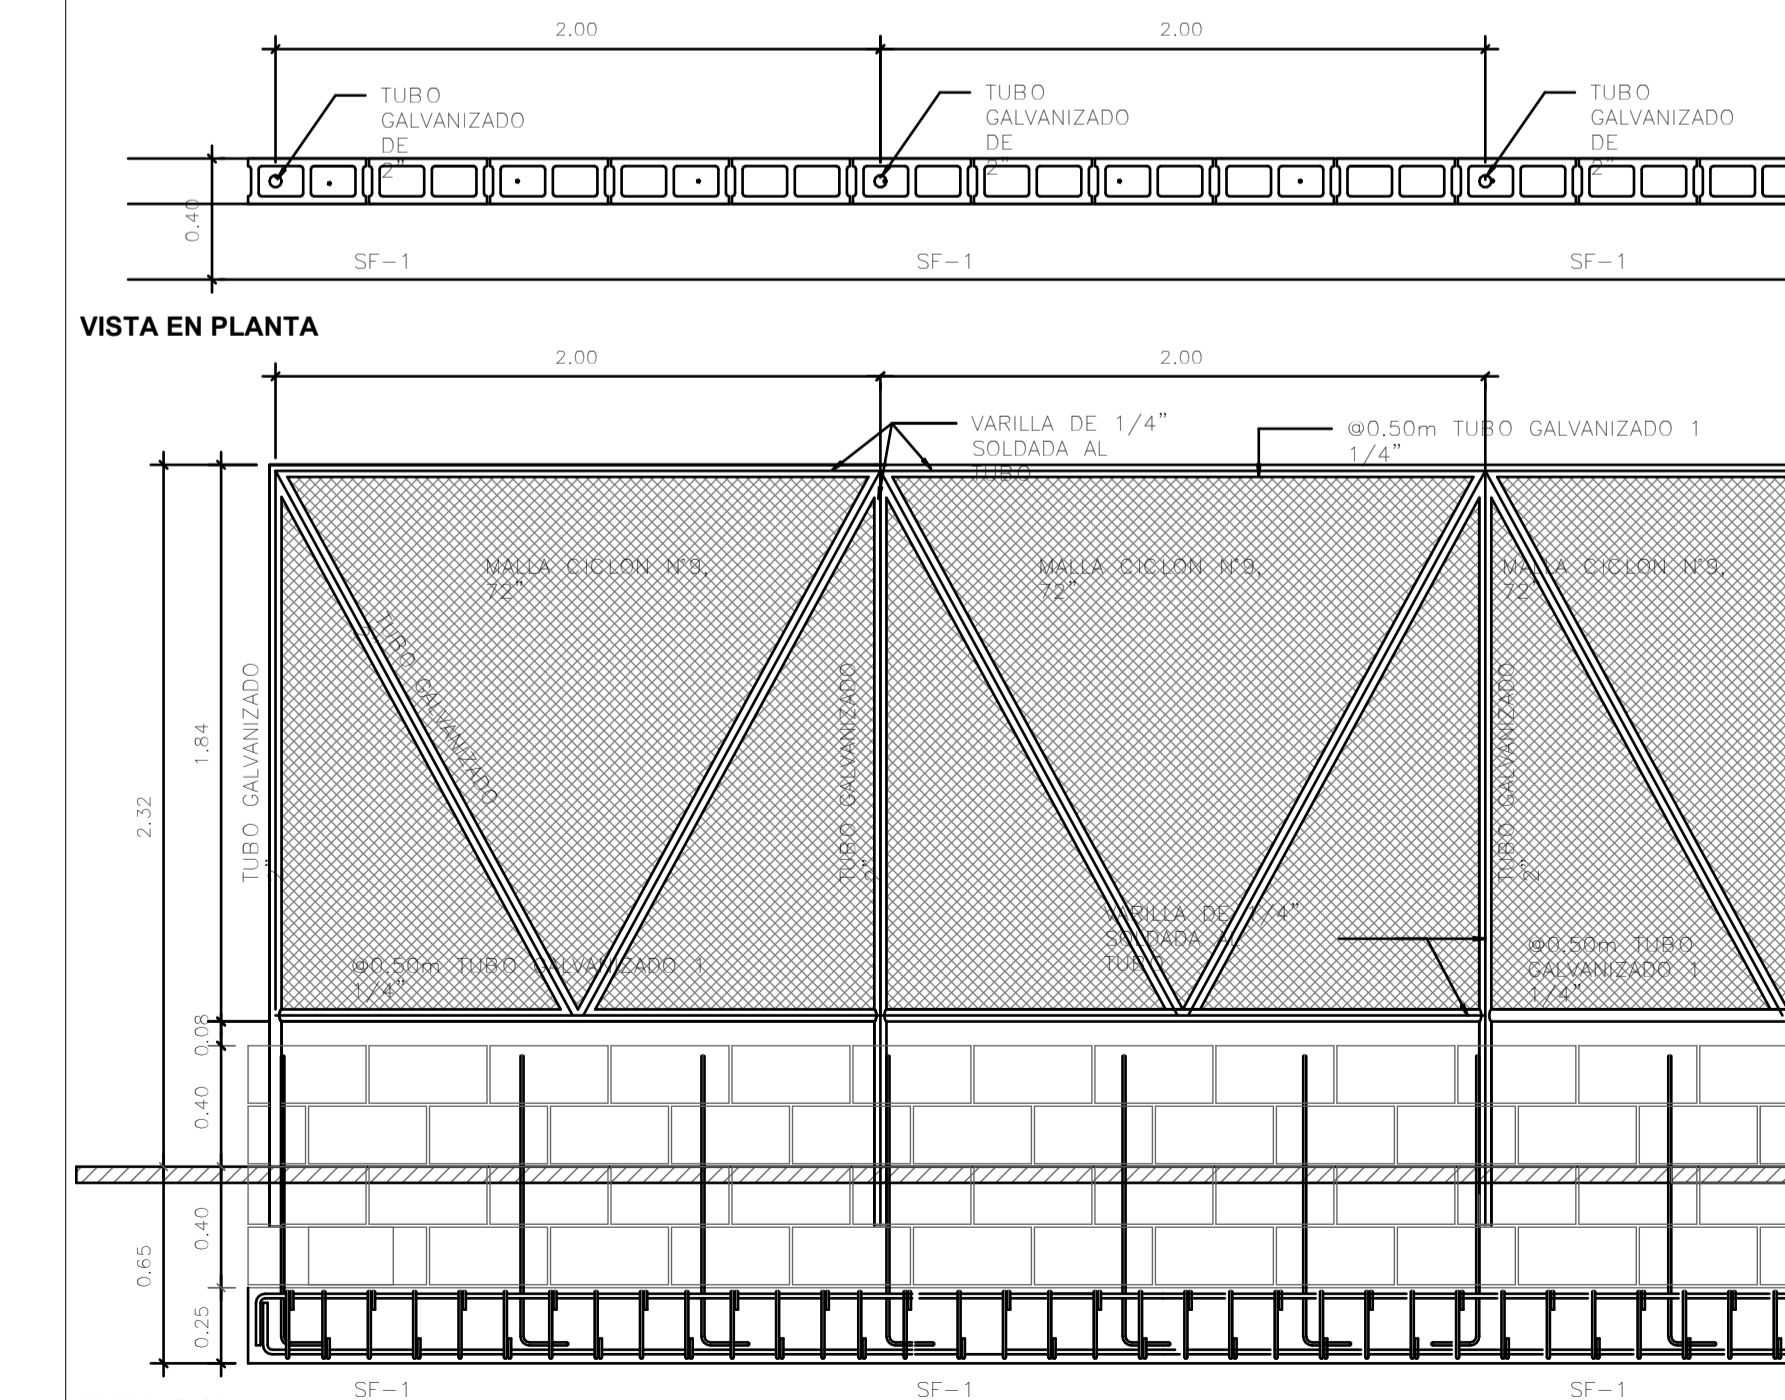 2.00
2.00
TUBO
GALVANIZADO
DE
2"
TUBO
GALVANIZADO
DE
2"
TUBO
GALVANIZADO
DE
2"
0.40
SF-1
SF-1
SF-1
VISTA EN PLANTA
2.00
2.00
VARILLA DE 1/4"
SOLDADA AL
TUBO
@0.50m TUBO GALVANIZADO 1
1/4"
MALLA CICLON N°9,
72"
MALLA CICLON N°9,
72"
MALLA CICLON N°9,
72"
TUBO GALVANIZADO
TUBO GALVANIZADO
2"
TUBO GALVANIZADO
2"
TUBO GALVANIZADO
2"
1.84
2.32
VARILLA DE 1/4"
SOLDADA AL
TUBO
@0.50m TUBO GALVANIZADO 1
1/4"
@0.50m TUBO
GALVANIZADO 1
1/4"
0.08
0.40
0.40
0.65
0.25
SF-1
SF-1
SF-1